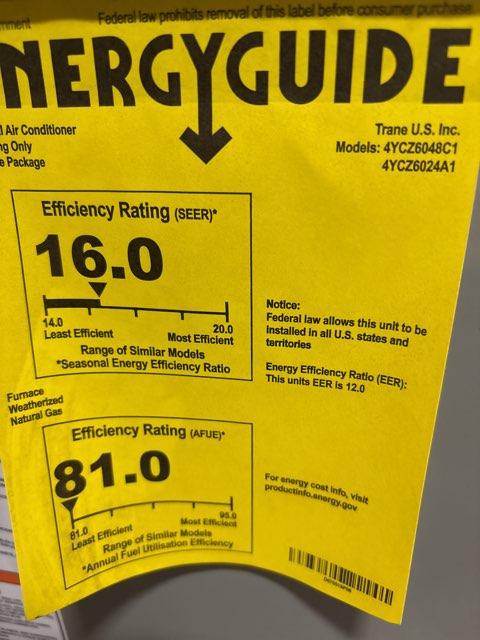 Federal law prohibits removal of this label before consumer purchase.
NERGYGUIDE
Air Conditioner
Only
Package
Trane U.S. Inc.
Models: 4YCZ6048C1
4YCZ6024A1
Efficiency Rating (SEER)*
16.0
14.0
20.0
Least Efficient
Most Efficient
Range of Similar Models
*Seasonal Energy Efficiency Ratio
Notice:
Federal law allows this unit to be
installed in all U.S. states and
territories
Energy Efficiency Ratio (EER):
This units EER is 12.0
Furnace
Weatherized
Natural Gas
Efficiency Rating (AFUE)*
81.0
81.0
95.0
Least Efficient
Most Efficient
Range of Similar Models
*Annual Fuel Utilisation Efficiency
For energy cost info, visit
productinfo.energy.gov